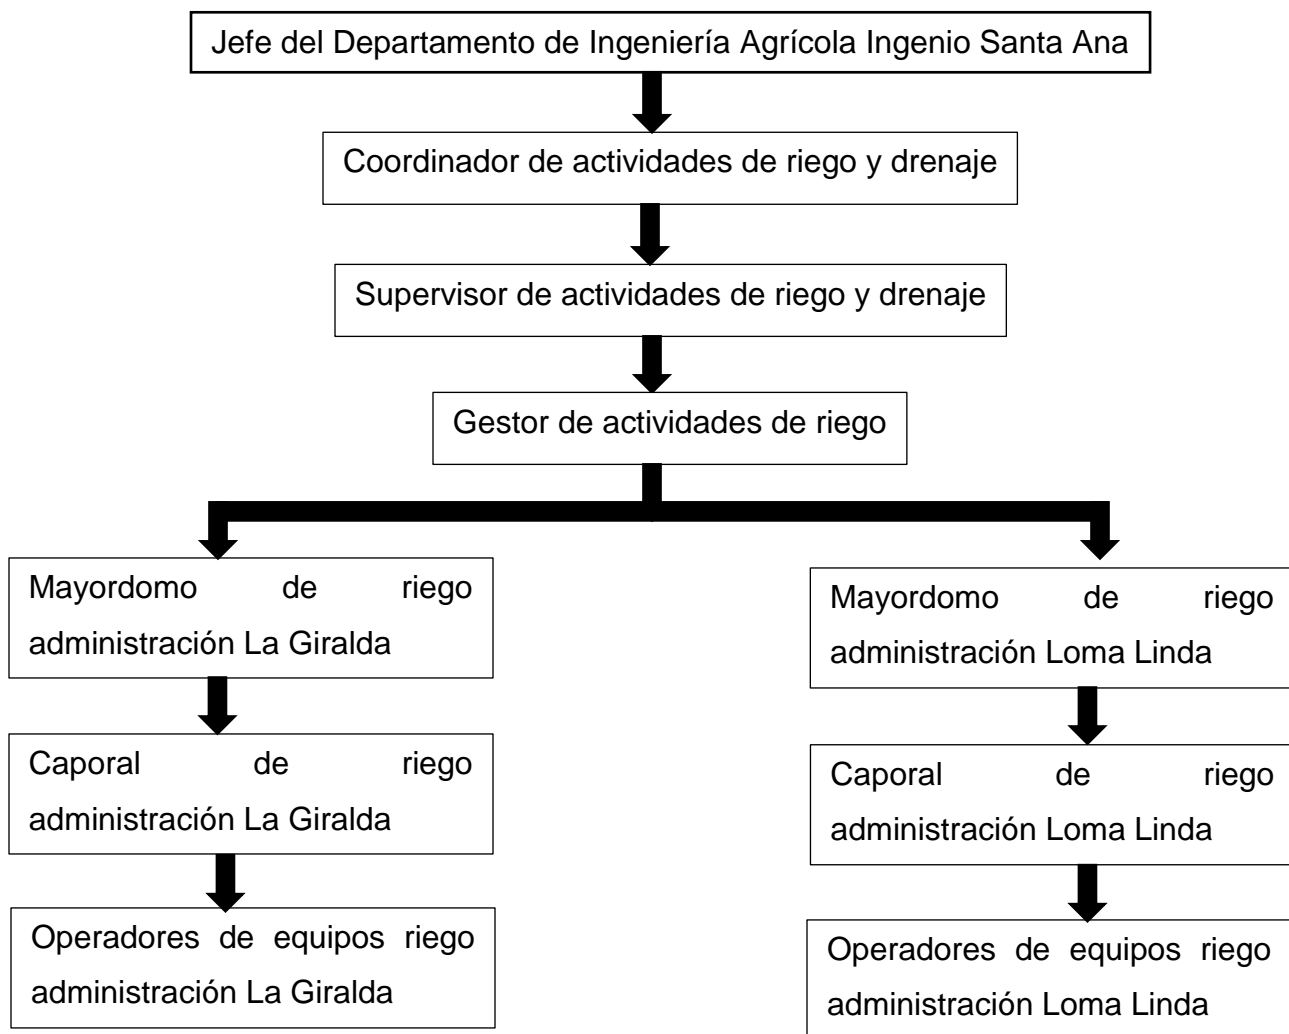 Jefe del Departamento de Ingeniería Agrícola Ingenio Santa Ana
Coordinador de actividades de riego y drenaje
Supervisor de actividades de riego y drenaje
Gestor de actividades de riego
Mayordomo de riego
administración La Giralda
Mayordomo de riego
administración Loma Linda
Caporal de riego
administración La Giralda
Caporal de riego
administración Loma Linda
Operadores de equipos riego
administración La Giralda
Operadores de equipos riego
administración Loma Linda